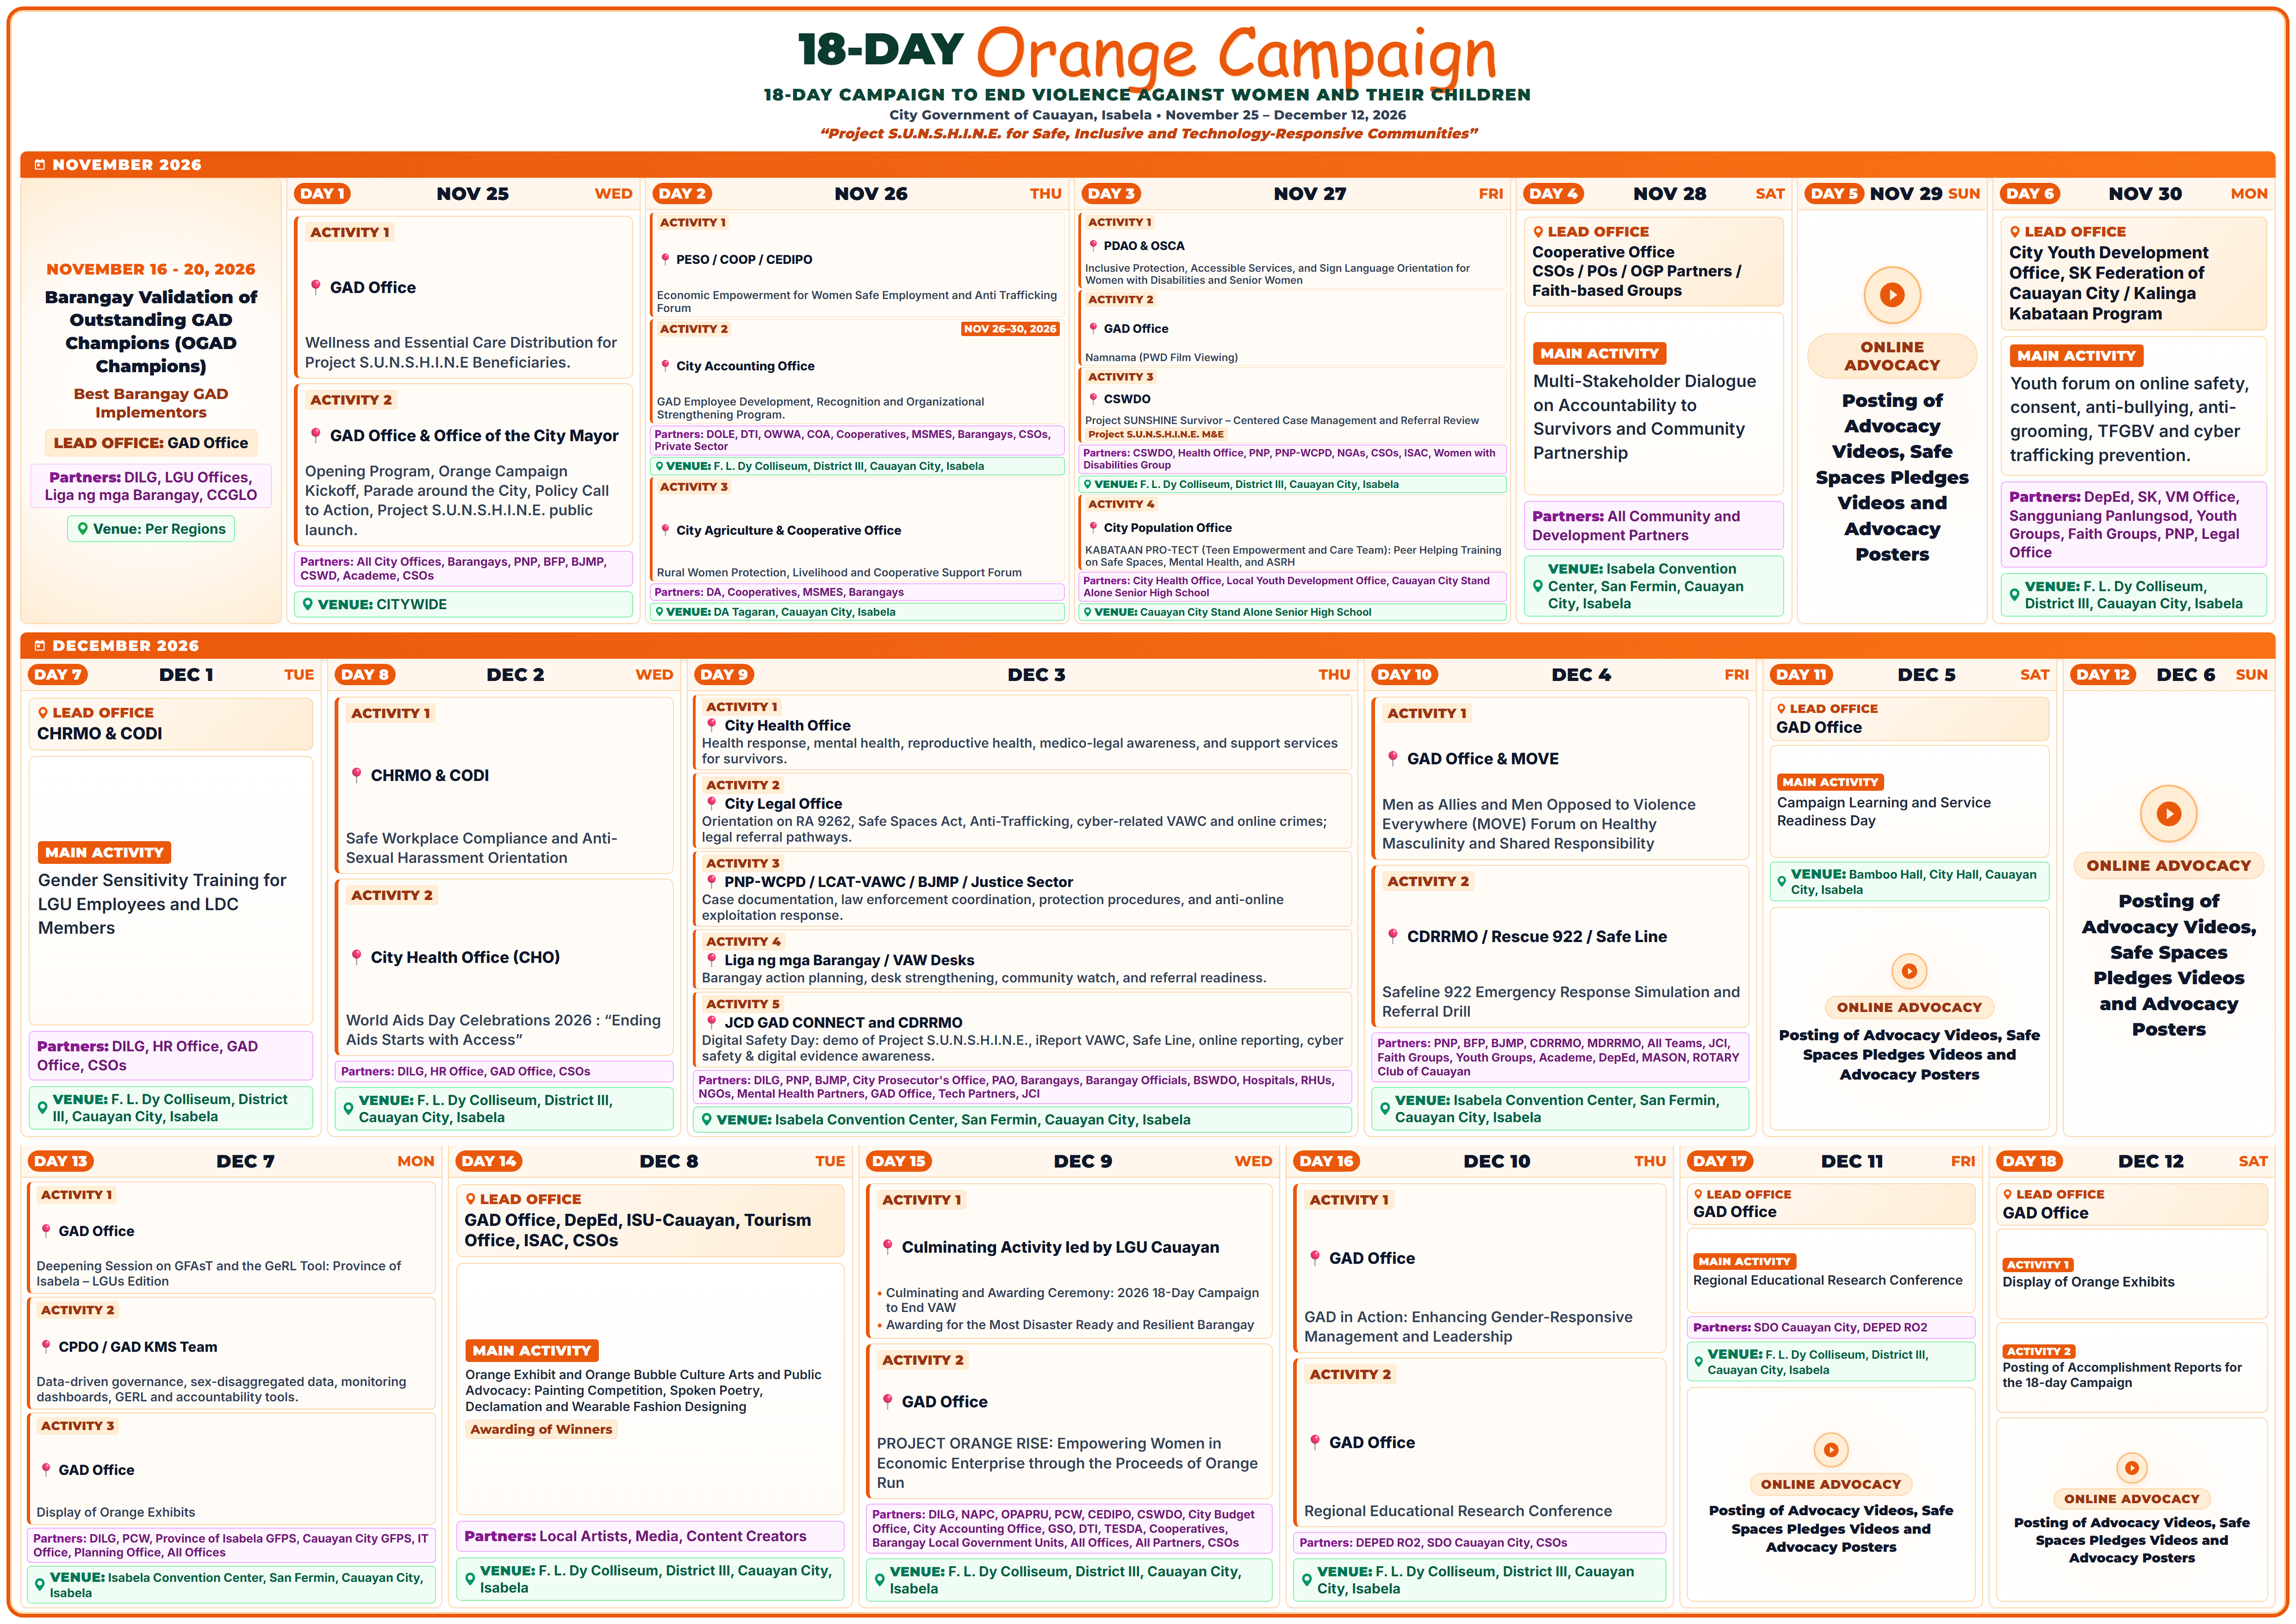 18-DAY Orange Campaign
18-DAY CAMPAIGN TO END VIOLENCE AGAINST WOMEN AND THEIR CHILDREN
City Government of Cauayan, Isabela • November 25 – December 12, 2026
“Project S.U.N.S.H.I.N.E. for Safe, Inclusive and Technology-Responsive Communities”
NOVEMBER 2026
NOVEMBER 16 - 20, 2026
Barangay Validation of
Outstanding GAD
Champions (OGAD
Champions)
Best Barangay GAD
Implementors
LEAD OFFICE: GAD Office
Partners: DILG, LGU Offices,
Liga ng mga Barangay, CCGLO
Venue: Per Regions
DAY 1 NOV 25 WED
ACTIVITY 1
GAD Office
Wellness and Essential Care Distribution for
Project S.U.N.S.H.I.N.E Beneficiaries.
ACTIVITY 2
GAD Office & Office of the City Mayor
Opening Program, Orange Campaign
Kickoff, Parade around the City, Policy Call
to Action, Project S.U.N.S.H.I.N.E. public
launch.
Partners: All City Offices, Barangays, PNP, BFP, BJMP,
CSWD, Academe, CSOs
VENUE: CITYWIDE
DAY 2 NOV 26 THU
ACTIVITY 1
PESO / COOP / CEDIPO
Economic Empowerment for Women Safe Employment and Anti Trafficking
Forum
ACTIVITY 2 NOV 26–30, 2026
City Accounting Office
GAD Employee Development, Recognition and Organizational
Strengthening Program.
Partners: DOLE, DTI, OWWA, COA, Cooperatives, MSMES, Barangays, CSOs,
Private Sector
VENUE: F. L. Dy Colliseum, District III, Cauayan City, Isabela
ACTIVITY 3
City Agriculture & Cooperative Office
Rural Women Protection, Livelihood and Cooperative Support Forum
Partners: DA, Cooperatives, MSMES, Barangays
VENUE: DA Tagaran, Cauayan City, Isabela
DAY 3 NOV 27 FRI
ACTIVITY 1
PDAO & OSCA
Inclusive Protection, Accessible Services, and Sign Language Orientation for
Women with Disabilities and Senior Women
ACTIVITY 2
GAD Office
Namnama (PWD Film Viewing)
ACTIVITY 3
CSWDO
Project SUNSHINE Survivor – Centered Case Management and Referral Review
Project S.U.N.S.H.I.N.E. M&E
Partners: CSWDO, Health Office, PNP, PNP-WCPD, NGAs, CSOs, ISAC, Women with
Disabilities Group
VENUE: F. L. Dy Colliseum, District III, Cauayan City, Isabela
ACTIVITY 4
City Population Office
KABATAAN PRO-TECT (Teen Empowerment and Care Team): Peer Helping Training
on Safe Spaces, Mental Health, and ASRH
Partners: City Health Office, Local Youth Development Office, Cauayan City Stand
Alone Senior High School
VENUE: Cauayan City Stand Alone Senior High School
DAY 4 NOV 28 SAT
LEAD OFFICE
Cooperative Office
CSOs / POs / OGP Partners /
Faith-based Groups
MAIN ACTIVITY
Multi-Stakeholder Dialogue
on Accountability to
Survivors and Community
Partnership
Partners: All Community and
Development Partners
VENUE: Isabela Convention
Center, San Fermin, Cauayan
City, Isabela
DAY 5 NOV 29 SUN
ONLINE
ADVOCACY
Posting of
Advocacy
Videos, Safe
Spaces Pledges
Videos and
Advocacy
Posters
DAY 6 NOV 30 MON
LEAD OFFICE
City Youth Development
Office, SK Federation of
Cauayan City / Kalinga
Kabataan Program
MAIN ACTIVITY
Youth forum on online safety,
consent, anti-bullying, anti-
grooming, TFGBV and cyber
trafficking prevention.
Partners: DepEd, SK, VM Office,
Sangguniang Panlungsod, Youth
Groups, Faith Groups, PNP, Legal
Office
VENUE: F. L. Dy Colliseum,
District III, Cauayan City, Isabela
DECEMBER 2026
DAY 7 DEC 1 TUE
LEAD OFFICE
CHRMO & CODI
MAIN ACTIVITY
Gender Sensitivity Training for
LGU Employees and LDC
Members
Partners: DILG, HR Office, GAD
Office, CSOs
VENUE: F. L. Dy Colliseum, District
III, Cauayan City, Isabela
DAY 8 DEC 2 WED
ACTIVITY 1
CHRMO & CODI
Safe Workplace Compliance and Anti-
Sexual Harassment Orientation
ACTIVITY 2
City Health Office (CHO)
World Aids Day Celebrations 2026 : “Ending
Aids Starts with Access”
Partners: DILG, HR Office, GAD Office, CSOs
VENUE: F. L. Dy Colliseum, District III,
Cauayan City, Isabela
DAY 9 DEC 3 THU
ACTIVITY 1
City Health Office
Health response, mental health, reproductive health, medico-legal awareness, and support services
for survivors.
ACTIVITY 2
City Legal Office
Orientation on RA 9262, Safe Spaces Act, Anti-Trafficking, cyber-related VAWC and online crimes;
legal referral pathways.
ACTIVITY 3
PNP-WCPD / LCAT-VAWC / BJMP / Justice Sector
Case documentation, law enforcement coordination, protection procedures, and anti-online
exploitation response.
ACTIVITY 4
Liga ng mga Barangay / VAW Desks
Barangay action planning, desk strengthening, community watch, and referral readiness.
ACTIVITY 5
JCD GAD CONNECT and CDRRMO
Digital Safety Day: demo of Project S.U.N.S.H.I.N.E., iReport VAWC, Safe Line, online reporting, cyber
safety & digital evidence awareness.
Partners: DILG, PNP, BJMP, City Prosecutor's Office, PAO, Barangays, Barangay Officials, BSWDO, Hospitals, RHUs,
NGOs, Mental Health Partners, GAD Office, Tech Partners, JCI
VENUE: Isabela Convention Center, San Fermin, Cauayan City, Isabela
DAY 10 DEC 4 FRI
ACTIVITY 1
GAD Office & MOVE
Men as Allies and Men Opposed to Violence
Everywhere (MOVE) Forum on Healthy
Masculinity and Shared Responsibility
ACTIVITY 2
CDRRMO / Rescue 922 / Safe Line
Safeline 922 Emergency Response Simulation and
Referral Drill
Partners: PNP, BFP, BJMP, CDRRMO, MDRRMO, All Teams, JCI,
Faith Groups, Youth Groups, Academe, DepEd, MASON, ROTARY
Club of Cauayan
VENUE: Isabela Convention Center, San Fermin,
Cauayan City, Isabela
DAY 11 DEC 5 SAT
LEAD OFFICE
GAD Office
MAIN ACTIVITY
Campaign Learning and Service
Readiness Day
VENUE: Bamboo Hall, City Hall, Cauayan
City, Isabela
ONLINE ADVOCACY
Posting of Advocacy Videos, Safe
Spaces Pledges Videos and
Advocacy Posters
DAY 12 DEC 6 SUN
ONLINE ADVOCACY
Posting of
Advocacy Videos,
Safe Spaces
Pledges Videos
and Advocacy
Posters
DAY 13 DEC 7 MON
ACTIVITY 1
GAD Office
Deepening Session on GFAsT and the GeRL Tool: Province of
Isabela – LGUs Edition
ACTIVITY 2
CPDO / GAD KMS Team
Data-driven governance, sex-disaggregated data, monitoring
dashboards, GERL and accountability tools.
ACTIVITY 3
GAD Office
Display of Orange Exhibits
Partners: DILG, PCW, Province of Isabela GFPS, Cauayan City GFPS, IT
Office, Planning Office, All Offices
VENUE: Isabela Convention Center, San Fermin, Cauayan City,
Isabela
DAY 14 DEC 8 TUE
LEAD OFFICE
GAD Office, DepEd, ISU-Cauayan, Tourism
Office, ISAC, CSOs
MAIN ACTIVITY
Orange Exhibit and Orange Bubble Culture Arts and Public
Advocacy: Painting Competition, Spoken Poetry,
Declamation and Wearable Fashion Designing
Awarding of Winners
Partners: Local Artists, Media, Content Creators
VENUE: F. L. Dy Colliseum, District III, Cauayan City,
Isabela
DAY 15 DEC 9 WED
ACTIVITY 1
Culminating Activity led by LGU Cauayan
• Culminating and Awarding Ceremony: 2026 18-Day Campaign
to End VAW
• Awarding for the Most Disaster Ready and Resilient Barangay
ACTIVITY 2
GAD Office
PROJECT ORANGE RISE: Empowering Women in
Economic Enterprise through the Proceeds of Orange
Run
Partners: DILG, NAPC, OPAPRU, PCW, CEDIPO, CSWDO, City Budget
Office, City Accounting Office, GSO, DTI, TESDA, Cooperatives,
Barangay Local Government Units, All Offices, All Partners, CSOs
VENUE: F. L. Dy Colliseum, District III, Cauayan City,
Isabela
DAY 16 DEC 10 THU
ACTIVITY 1
GAD Office
GAD in Action: Enhancing Gender-Responsive
Management and Leadership
ACTIVITY 2
GAD Office
Regional Educational Research Conference
Partners: DEPED RO2, SDO Cauayan City, CSOs
VENUE: F. L. Dy Colliseum, District III, Cauayan
City, Isabela
DAY 17 DEC 11 FRI
LEAD OFFICE
GAD Office
MAIN ACTIVITY
Regional Educational Research Conference
Partners: SDO Cauayan City, DEPED RO2
VENUE: F. L. Dy Colliseum, District III,
Cauayan City, Isabela
ONLINE ADVOCACY
Posting of Advocacy Videos, Safe
Spaces Pledges Videos and
Advocacy Posters
DAY 18 DEC 12 SAT
LEAD OFFICE
GAD Office
ACTIVITY 1
Display of Orange Exhibits
ACTIVITY 2
Posting of Accomplishment Reports for
the 18-day Campaign
ONLINE ADVOCACY
Posting of Advocacy Videos, Safe
Spaces Pledges Videos and
Advocacy Posters